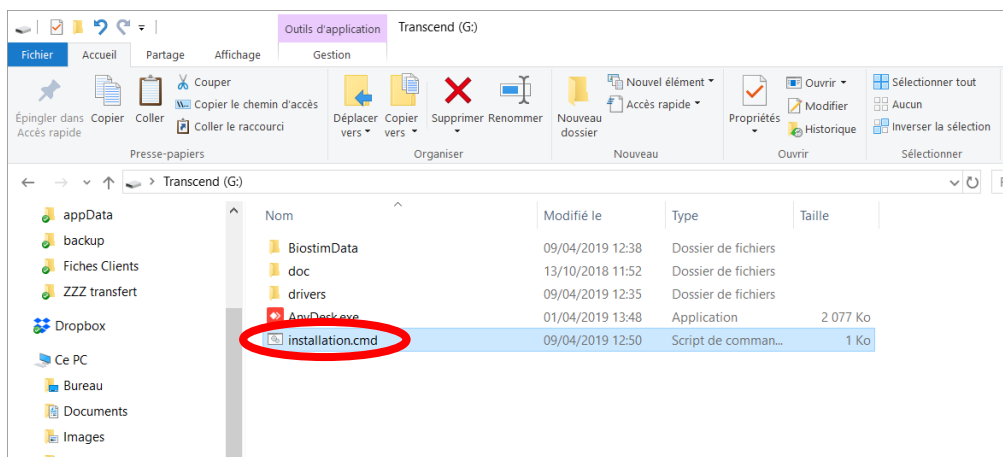 Outils d'application Transcend (G:)
Fichier Accueil Partage Affichage Gestion
Épingler dans Accès rapide
Copier
Coller
Couper
Copier le chemin d'accès
Coller le raccourci
Déplacer vers
Copier vers
Supprimer
Renommer
Nouveau dossier
Nouvel élément
Accès rapide
Propriétés
Ouvrir
Modifier
Historique
Sélectionner tout
Aucun
Inverser la sélection
Presse-papiers Organiser Nouveau Ouvrir Sélectionner
Transcend (G:)
appData
backup
Fiches Clients
ZZZ transfert
Dropbox
Ce PC
Bureau
Documents
Images
Nom Modifié le Type Taille
BiostimData 09/04/2019 12:38 Dossier de fichiers
doc 13/10/2018 11:52 Dossier de fichiers
drivers 09/04/2019 12:35 Dossier de fichiers
AnyDesk.exe 01/04/2019 13:48 Application 2 077 Ko
installation.cmd 09/04/2019 12:50 Script de comman... 1 Ko